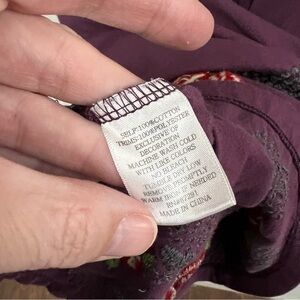 SELF:100%COTTON
TRIMS:100%POLYESTER
EXCLUSIVE OF
DECORATION
MACHINE WASH COLD
WITH LIKE COLORS
NO BLEACH
TUMBLE DRY LOW
REMOVE PROMPTLY
WARM IRON IF NEEDED
MADE IN CHINA